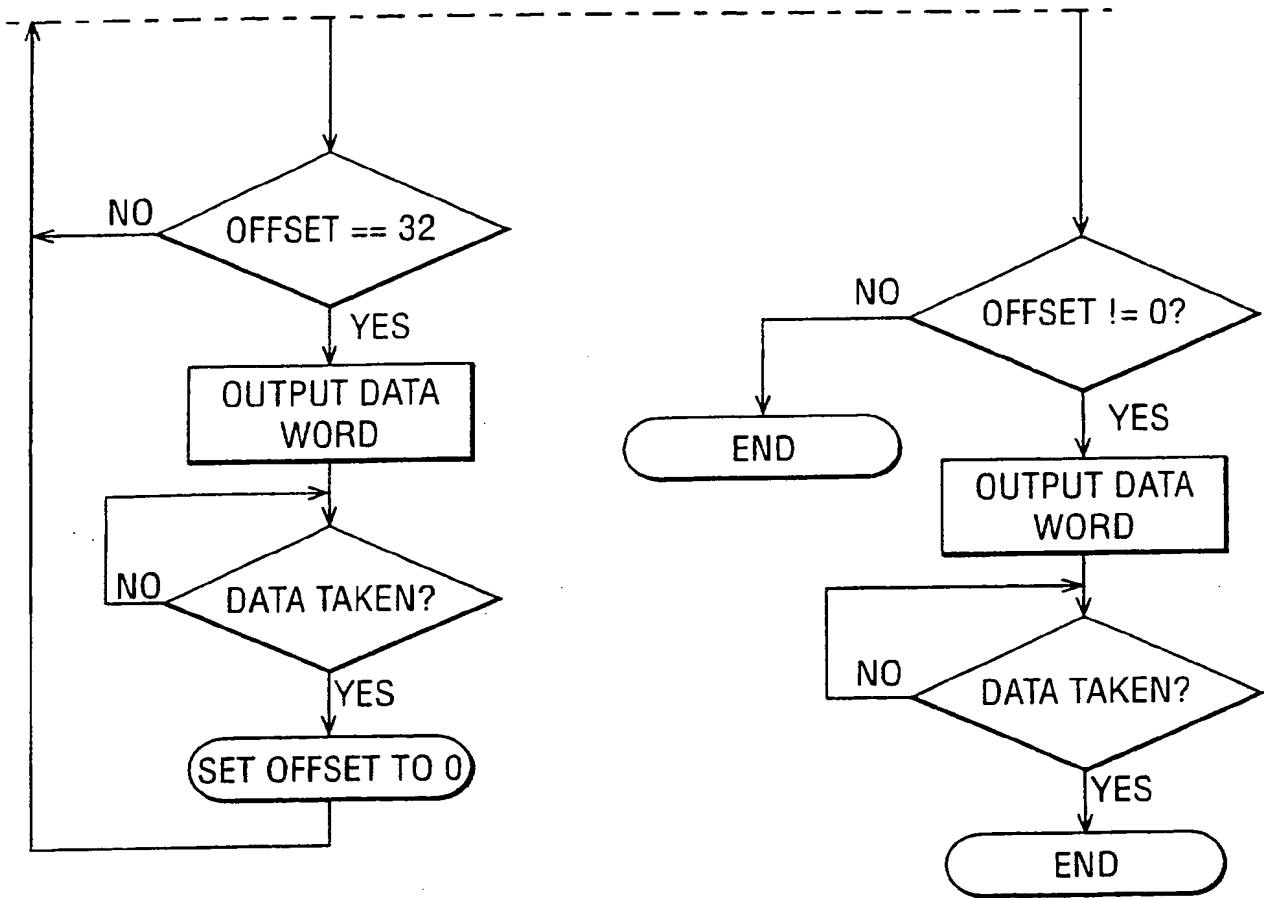 NO
OFFSET == 32
YES
OUTPUT DATA
WORD
NO
DATA TAKEN?
YES
SET OFFSET TO 0
NO
OFFSET != 0?
YES
END
OUTPUT DATA
WORD
NO
DATA TAKEN?
YES
END